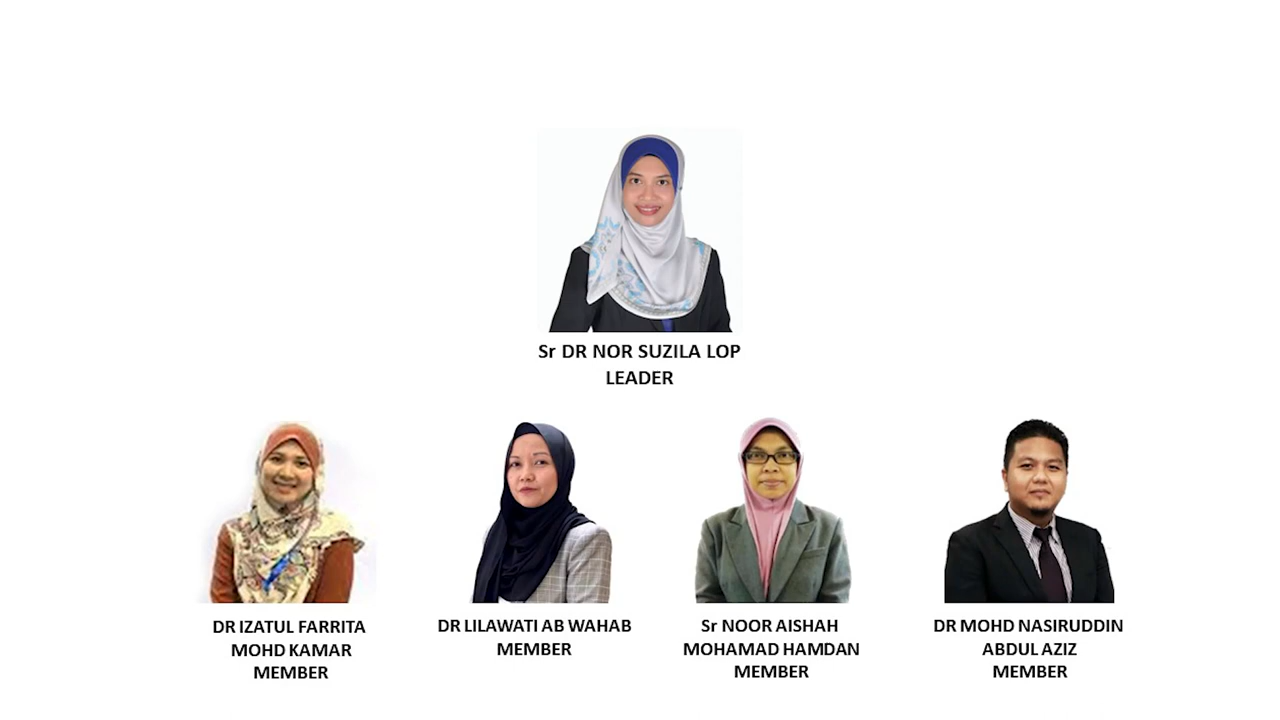 Sr DR NOR SUZILA LOP
LEADER
DR IZATUL FARRITA
MOHD KAMAR
MEMBER
DR LILAWATI AB WAHAB
MEMBER
Sr NOOR AISHAH
MOHAMAD HAMDAN
MEMBER
DR MOHD NASIRUDDIN
ABDUL AZIZ
MEMBER